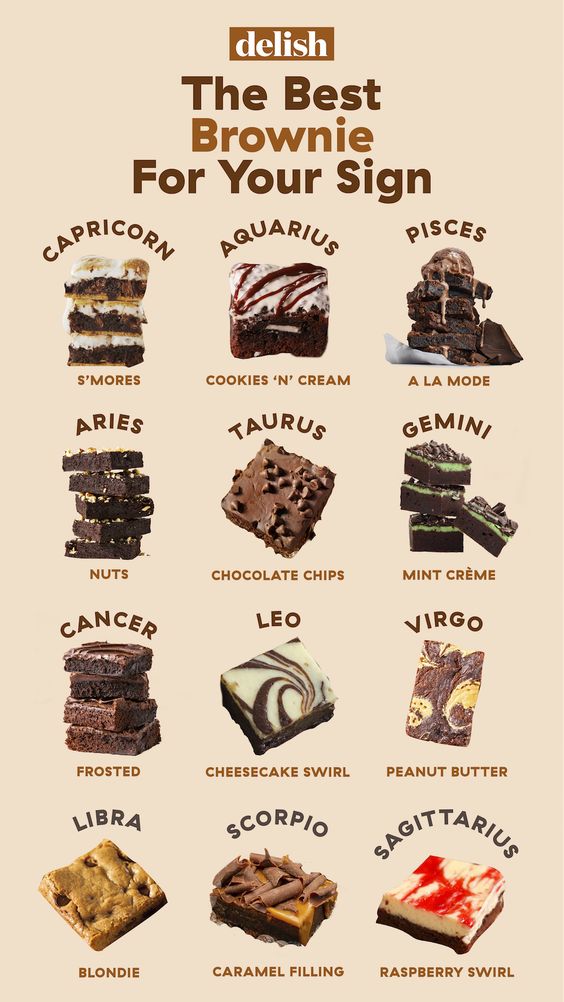 delish
The Best
Brownie
For Your Sign
CAPRICORN
AQUARIUS
PISCES
S'MORES
COOKIES 'N' CREAM
A LA MODE
ARIES
TAURUS
GEMINI
NUTS
CHOCOLATE CHIPS
MINT CRÈME
CANCER
LEO
VIRGO
FROSTED
CHEESECAKE SWIRL
PEANUT BUTTER
LIBRA
SCORPIO
SAGITTARIUS
BLONDIE
CARAMEL FILLING
RASPBERRY SWIRL